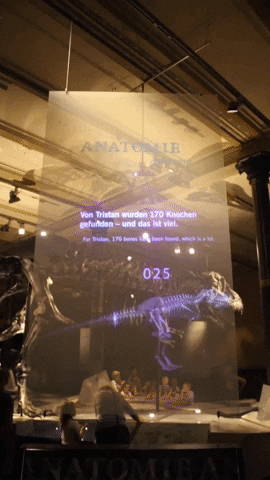 ANATOMIE
Von Tristan wurden 170 Knochen
gefunden – und das ist viel.
For Tristan, 170 bones have been found, which is a lot.
025